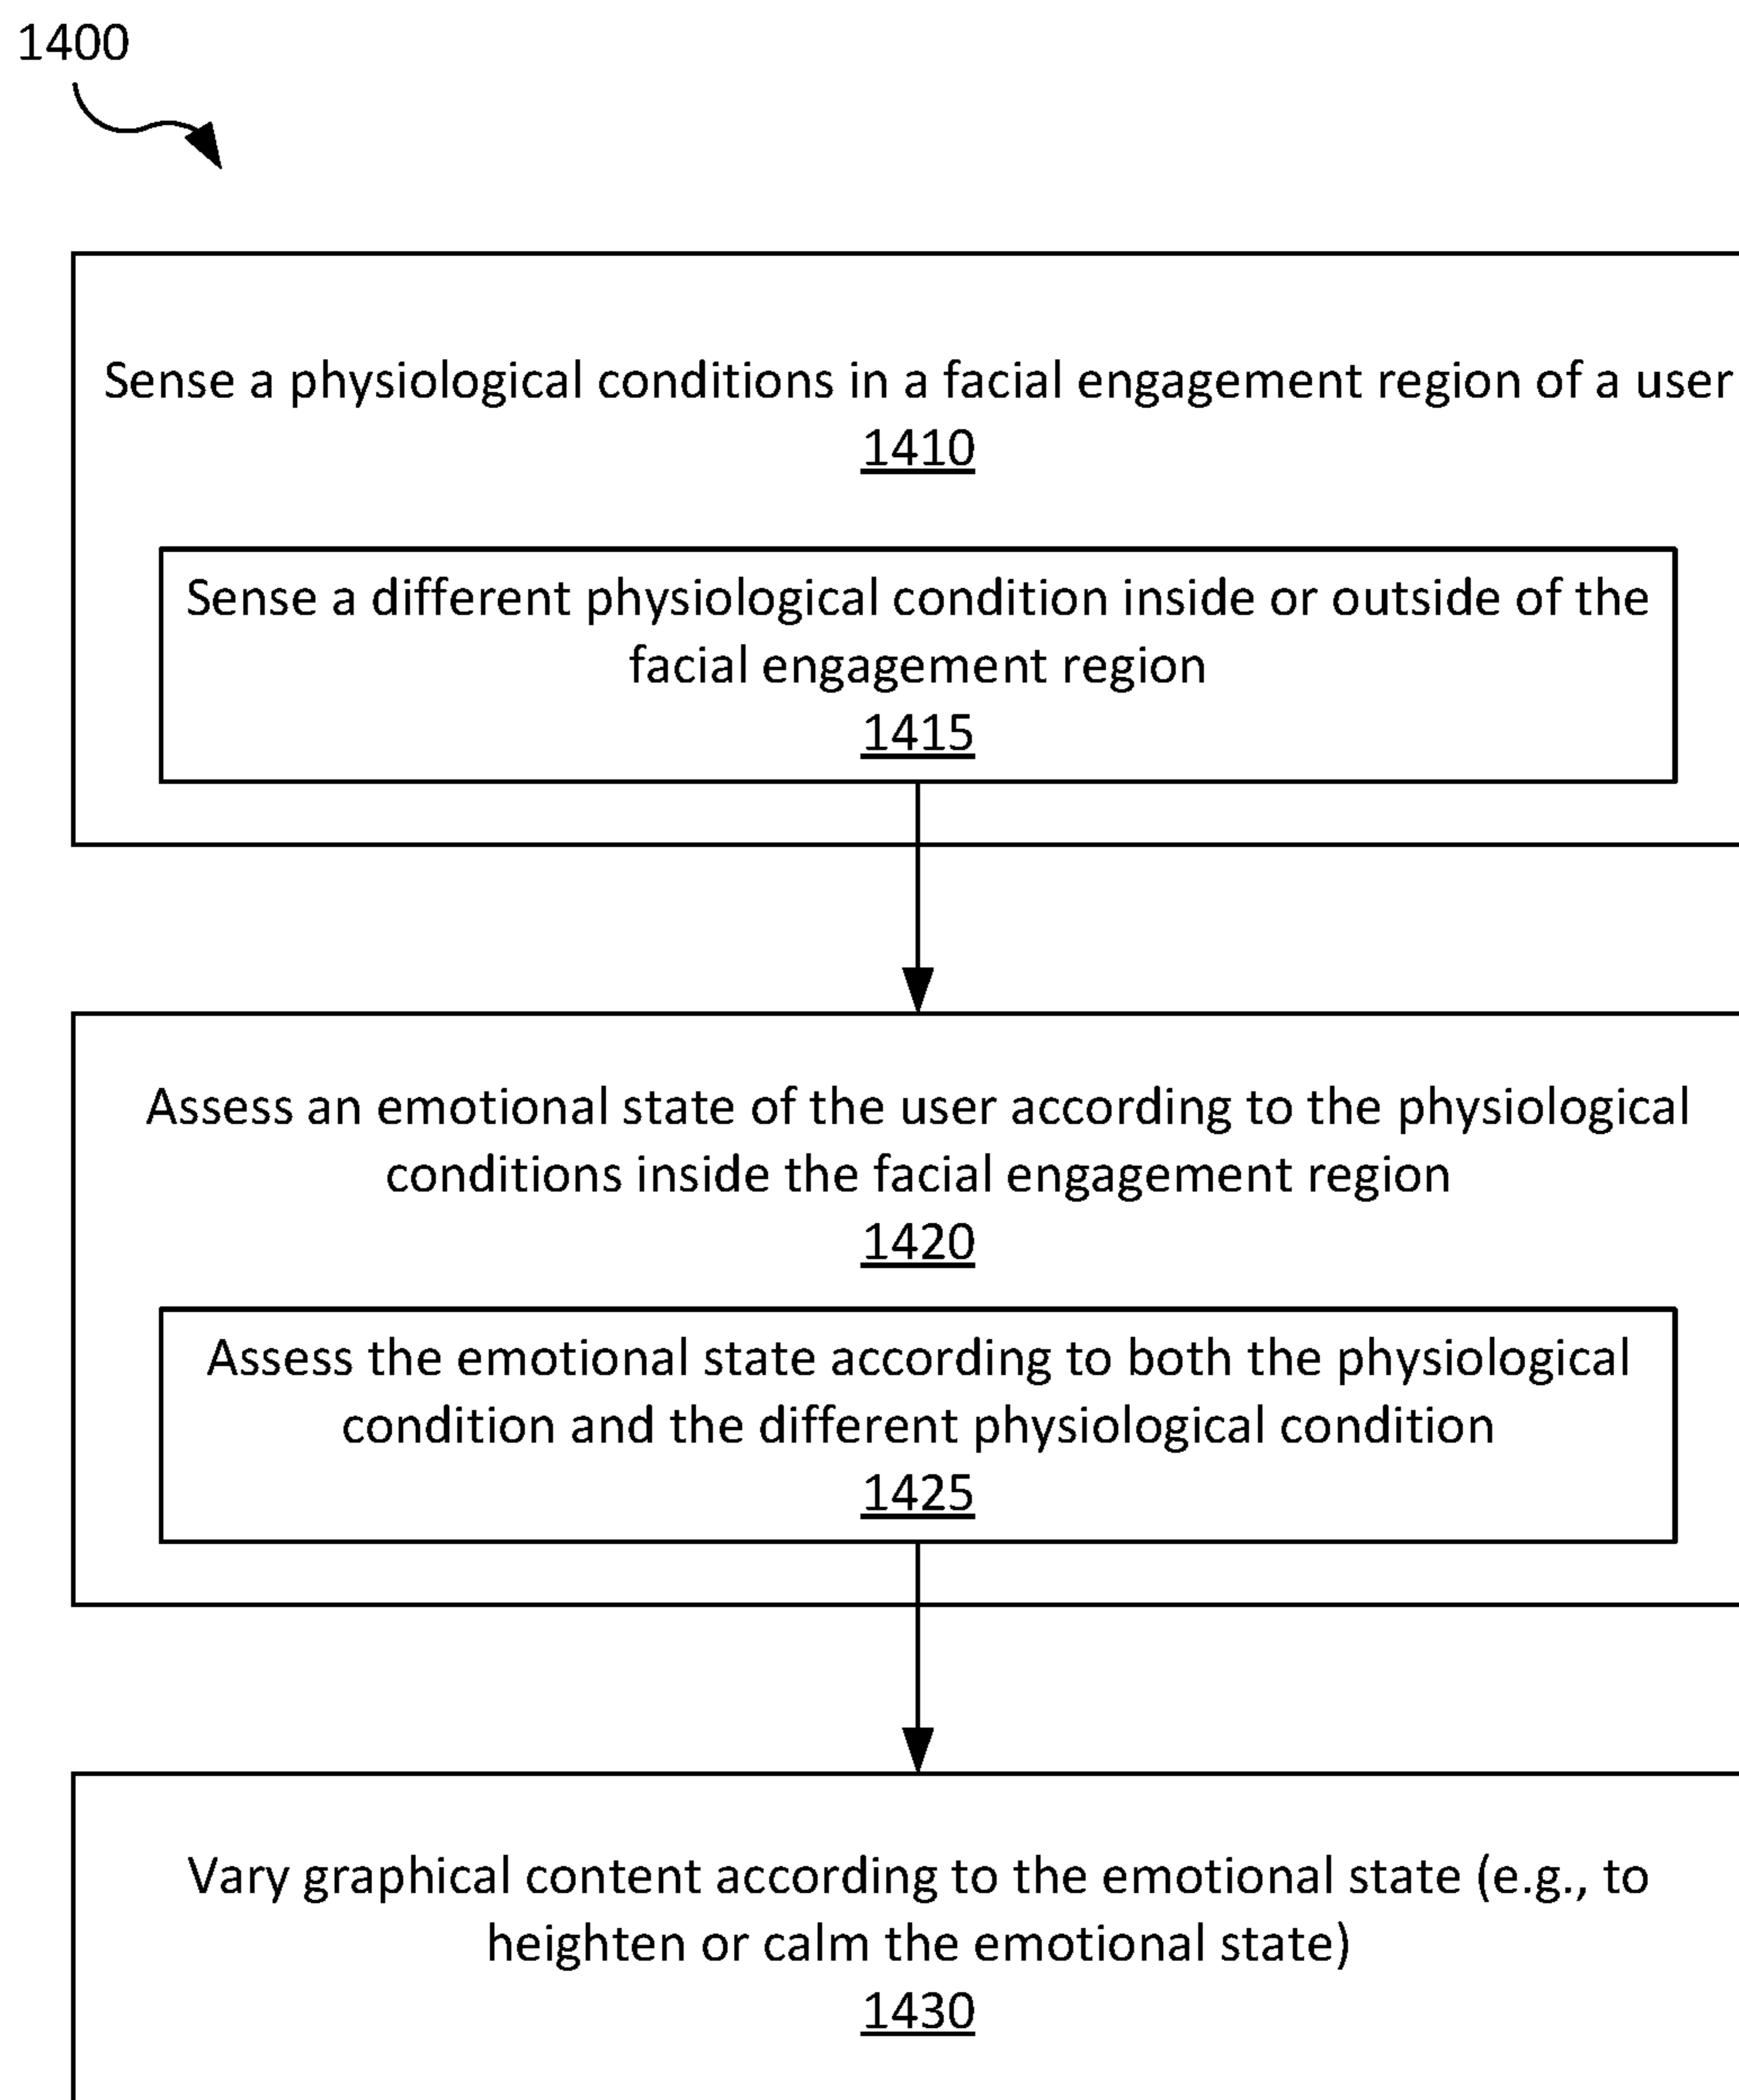 1400
Sense a physiological conditions in a facial engagement region of a user
1410
Sense a different physiological condition inside or outside of the
facial engagement region
1415
Assess an emotional state of the user according to the physiological
conditions inside the facial engagement region
1420
Assess the emotional state according to both the physiological
condition and the different physiological condition
1425
Vary graphical content according to the emotional state (e.g., to
heighten or calm the emotional state)
1430